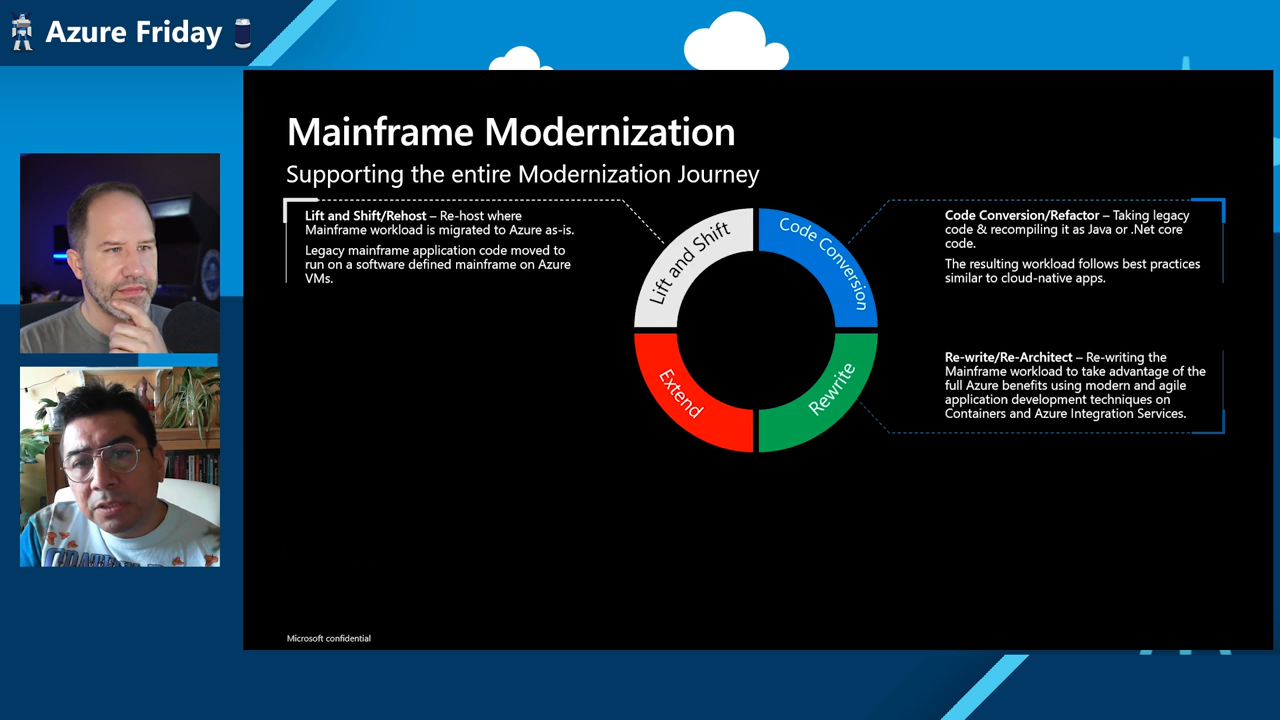 Azure Friday
Mainframe Modernization
Supporting the entire Modernization Journey
Lift and Shift/Rehost – Re-host where
Mainframe workload is migrated to Azure as-is.
Legacy mainframe application code moved to
run on a software defined mainframe on Azure
VMs.
Lift and Shift
Code Conversion
Extend
Rewrite
Code Conversion/Refactor – Taking legacy
code & recompiling it as Java or .Net core
code.
The resulting workload follows best practices
similar to cloud-native apps.
Re-write/Re-Architect – Re-writing the
Mainframe workload to take advantage of the
full Azure benefits using modern and agile
application development techniques on
Containers and Azure Integration Services.
Microsoft confidential